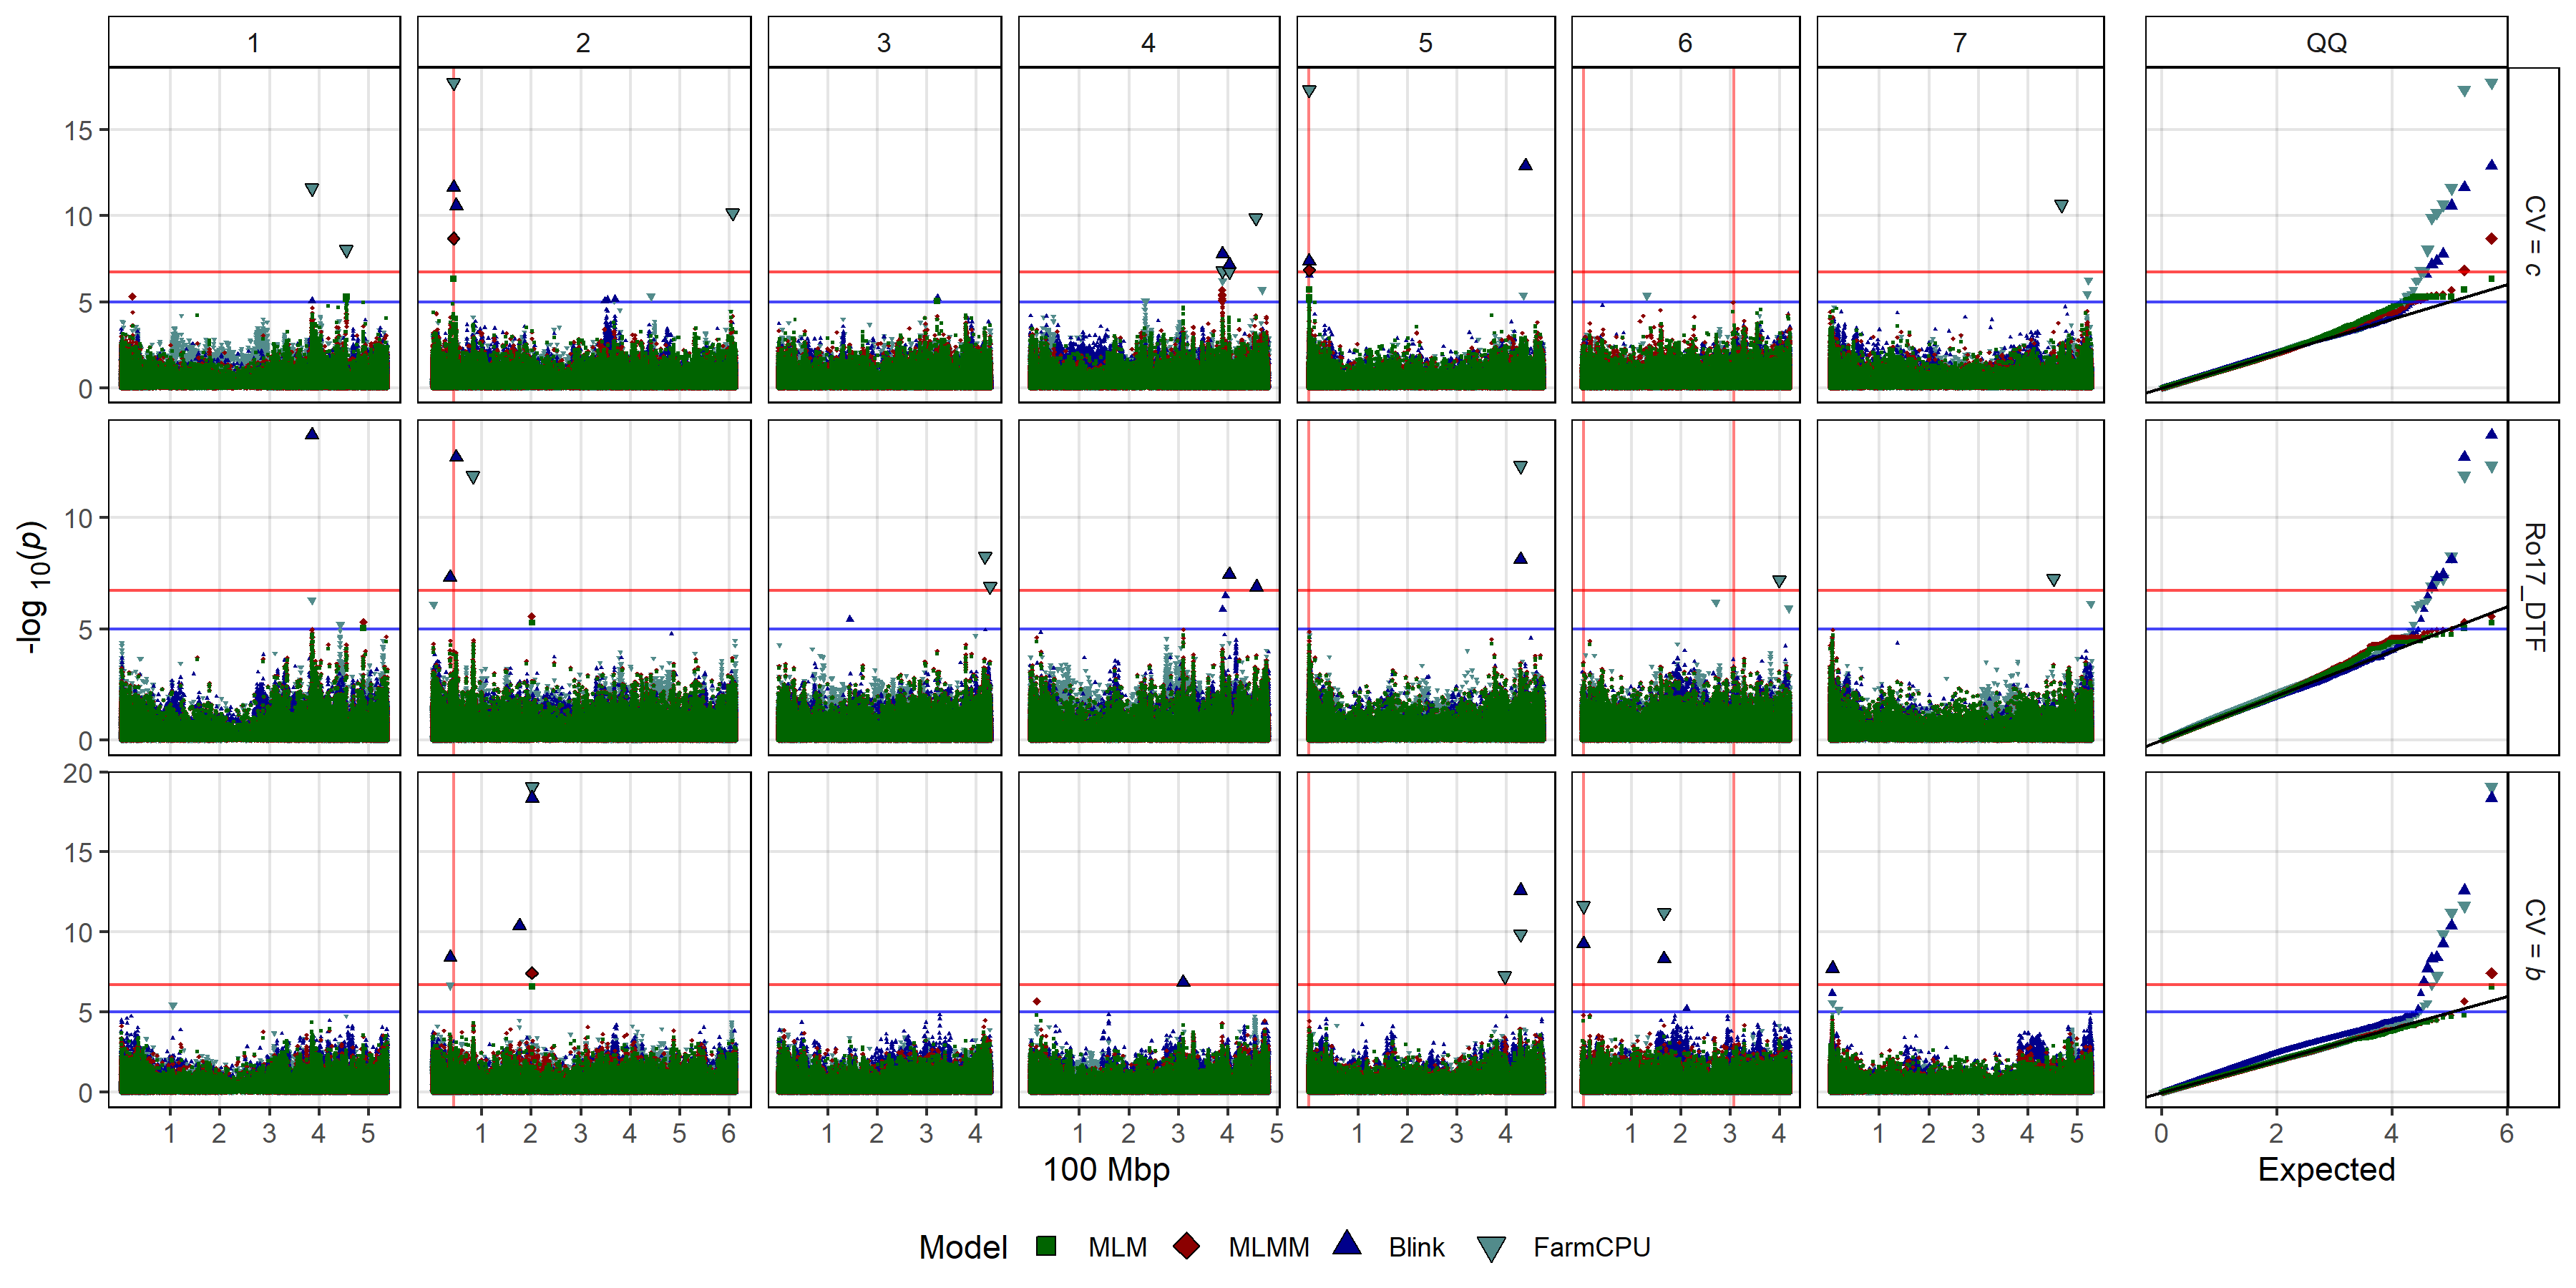 1 2 3 4 5 6 7 QQ
15
10
5
0
CV = c
10
5
0
Ro17_DTF
20
15
10
5
0
CV = b
-log 10(p)
1 2 3 4 5 1 2 3 4 5 6 1 2 3 4 1 2 3 4 5 1 2 3 4 1 2 3 4 1 2 3 4 5 0 2 4 6
100 Mbp Expected
Model MLM MLMM Blink FarmCPU